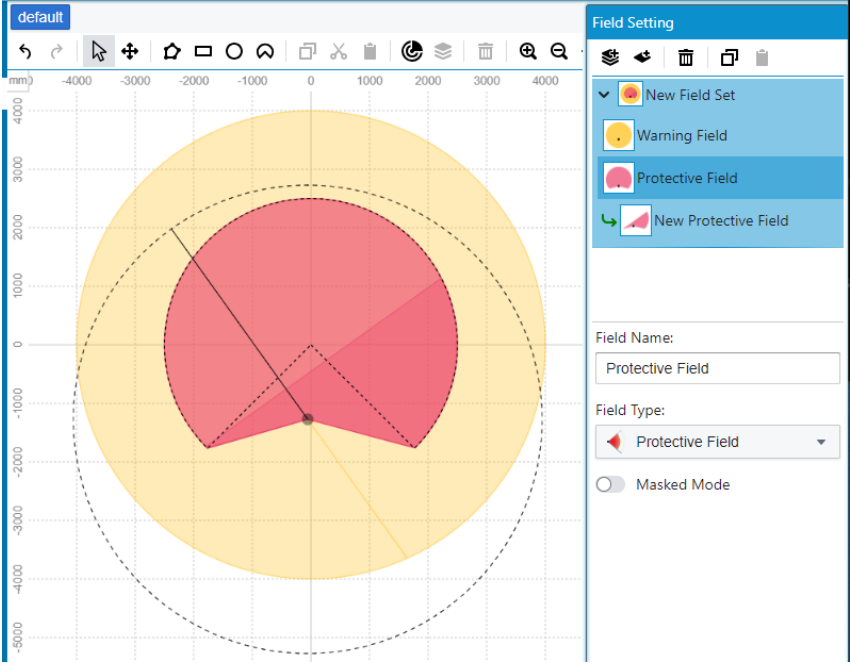 default
Field Setting
mm)
-4000 -3000 -2000 -1000 0 1000 2000 3000 4000
4000
3000
2000
1000
0
-1000
-2000
-3000
-4000
-5000
New Field Set
Warning Field
Protective Field
New Protective Field
Field Name:
Protective Field
Field Type:
Protective Field
Masked Mode